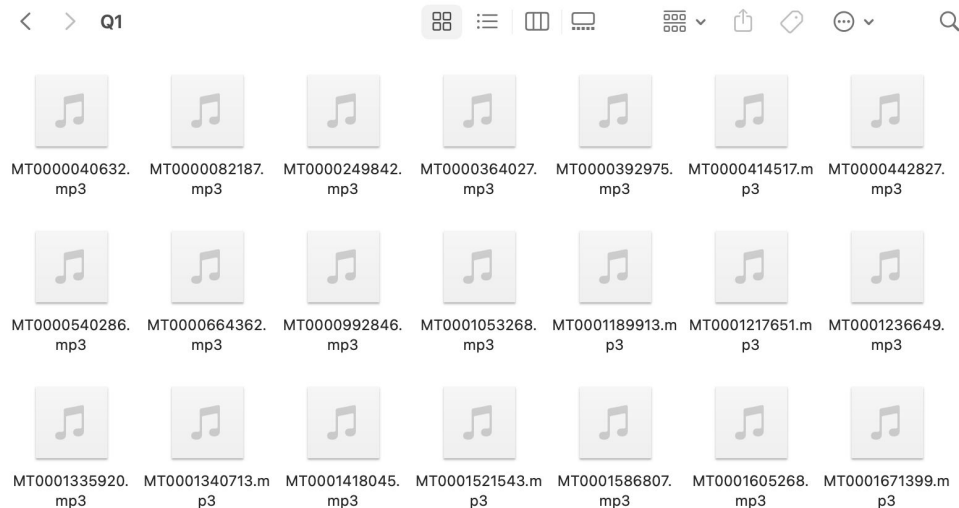 Q1
MT0000040632.
mp3
MT0000082187.
mp3
MT0000249842.
mp3
MT0000364027.
mp3
MT0000392975.
mp3
MT0000414517.m
p3
MT0000442827.
mp3
MT0000540286.
mp3
MT0000664362.
mp3
MT0000992846.
mp3
MT0001053268.
mp3
MT0001189913.m
p3
MT0001217651.m
p3
MT0001236649.
mp3
MT0001335920.
mp3
MT0001340713.m
p3
MT0001418045.
mp3
MT0001521543.m
p3
MT0001586807.
mp3
MT0001605268.
mp3
MT0001671399.m
p3